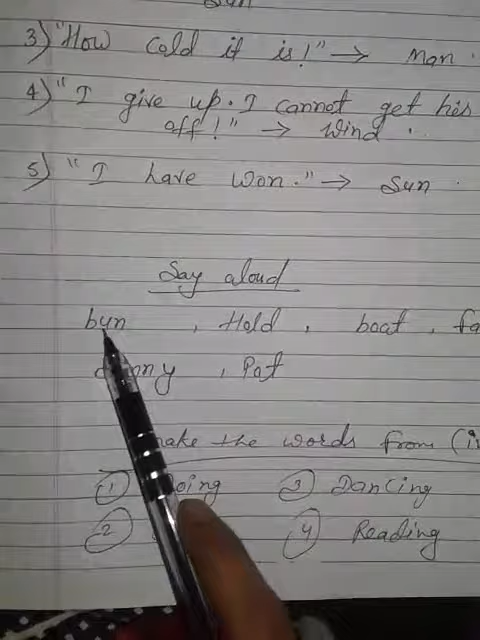 3) "How cold it is!" → Man.
4) "I give up. I cannot get his
off!" → Wind.
5) "I have won." → Sun.
Say aloud
bun, Hold, boat,
, Pat
make the words from
① ③ Dancing
② ④ Reading